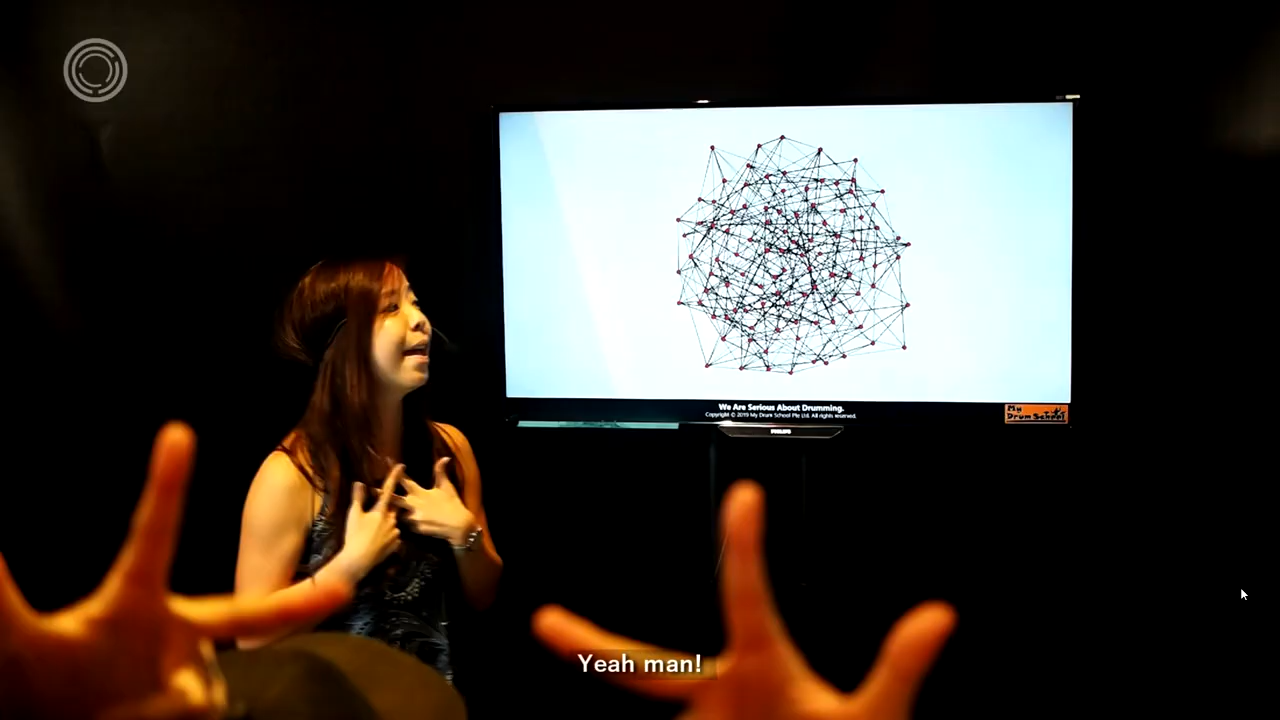 We Are Serious About Drumming.
Copyright © 2019 My Drum School Pte Ltd. All rights reserved.
My
Drum School
PHILIPS
Yeah man!